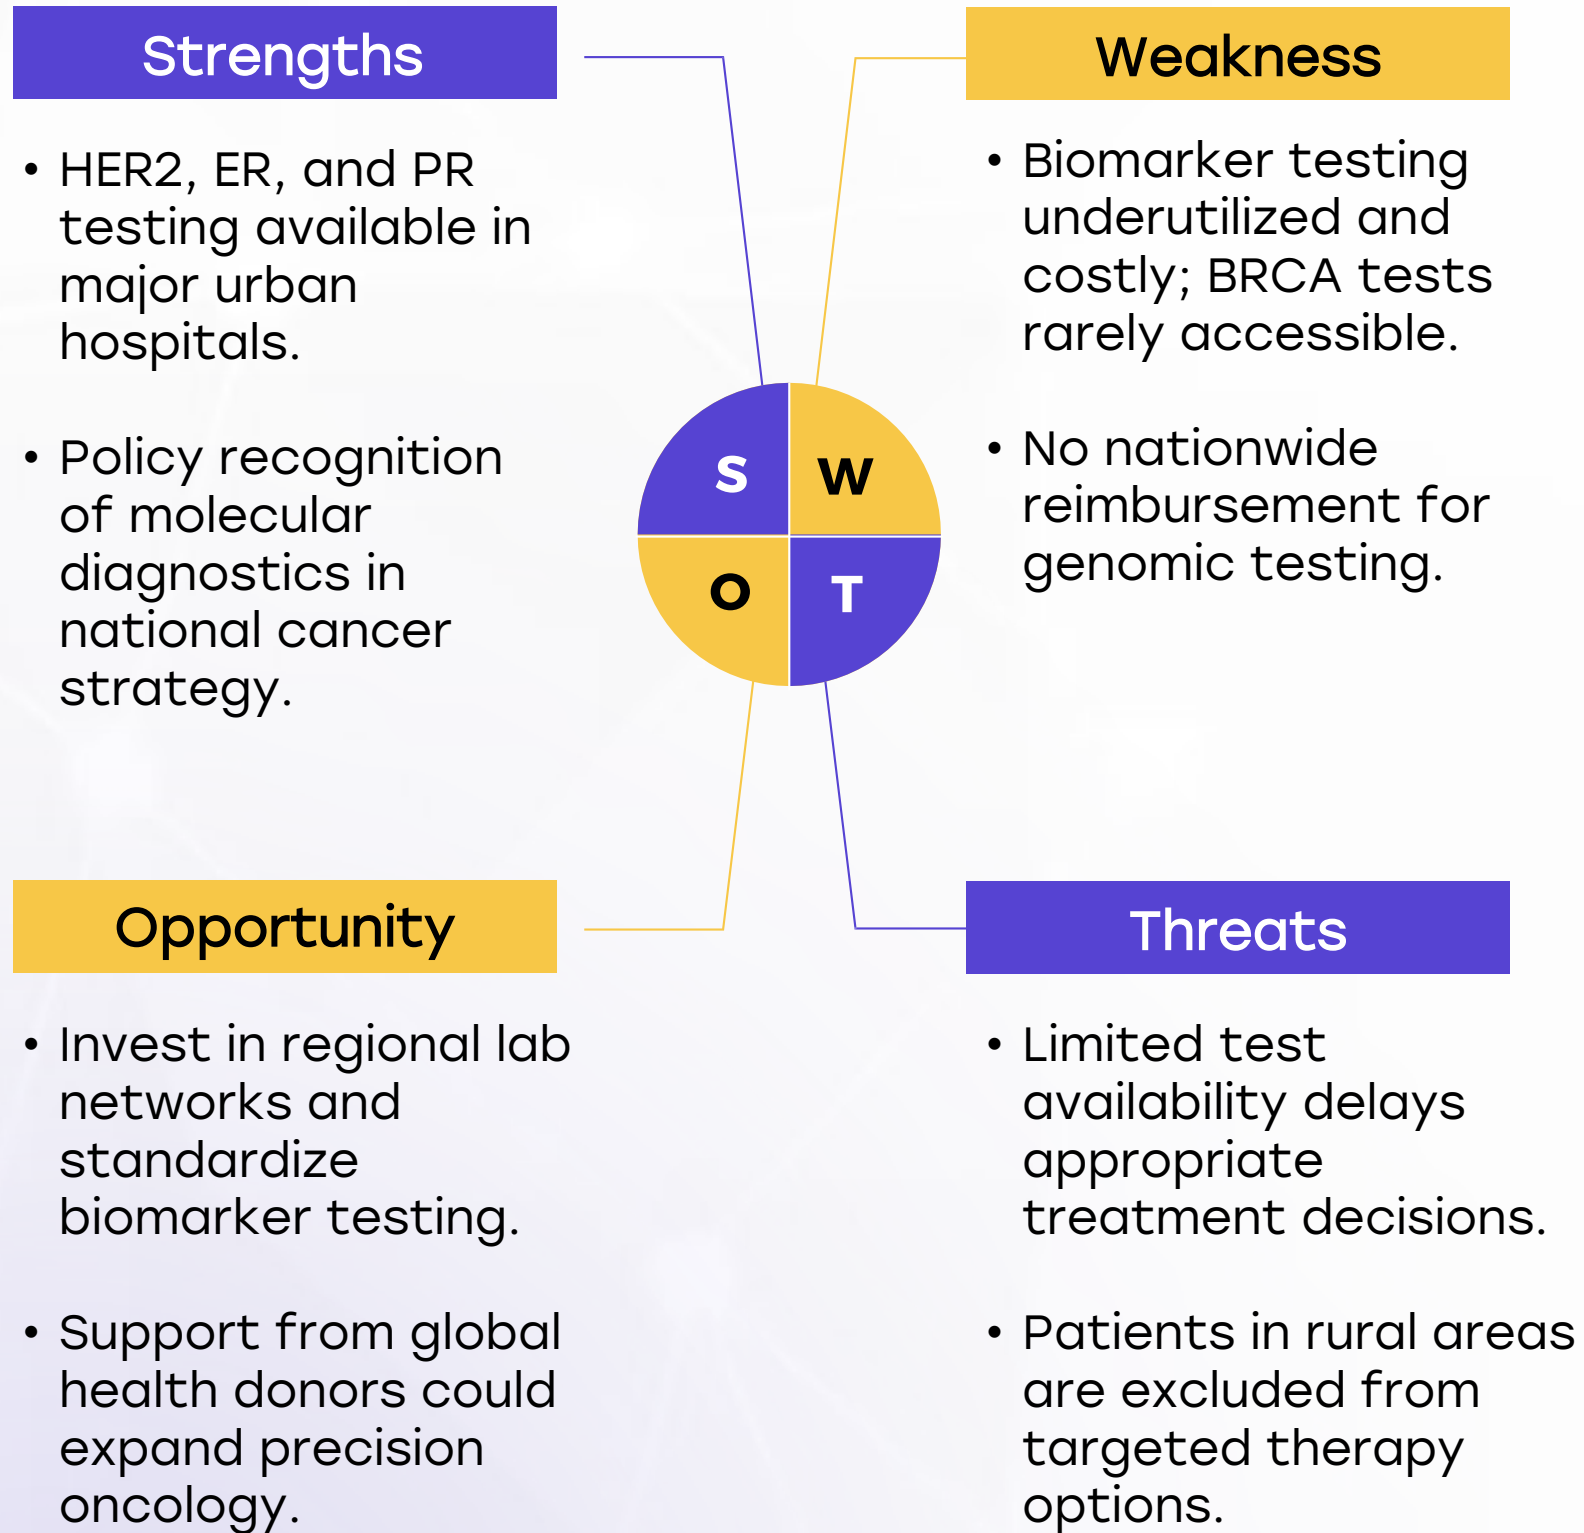 Strengths
• HER2, ER, and PR
testing available in
major urban
hospitals.
• Policy recognition
of molecular
diagnostics in
national cancer
strategy.
Weakness
• Biomarker testing
underutilized and
costly; BRCA tests
rarely accessible.
• No nationwide
reimbursement for
genomic testing.
S
W
O
T
Opportunity
• Invest in regional lab
networks and
standardize
biomarker testing.
• Support from global
health donors could
expand precision
oncology.
Threats
• Limited test
availability delays
appropriate
treatment decisions.
• Patients in rural areas
are excluded from
targeted therapy
options.